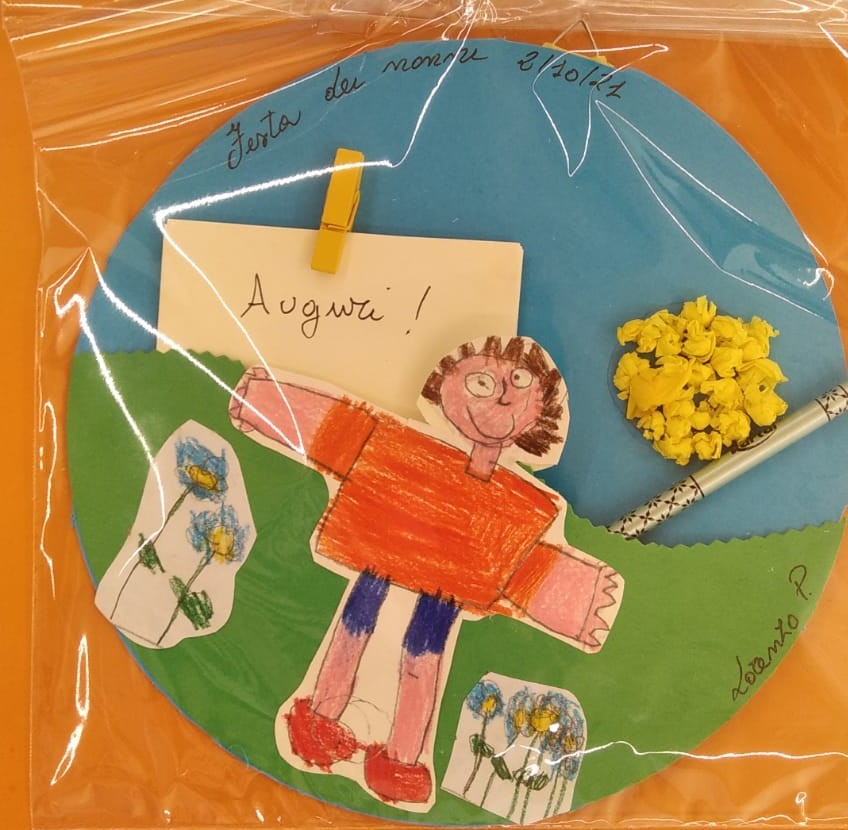 Festa dei nonni 2/10/21
Auguri!
Lorenzo P.